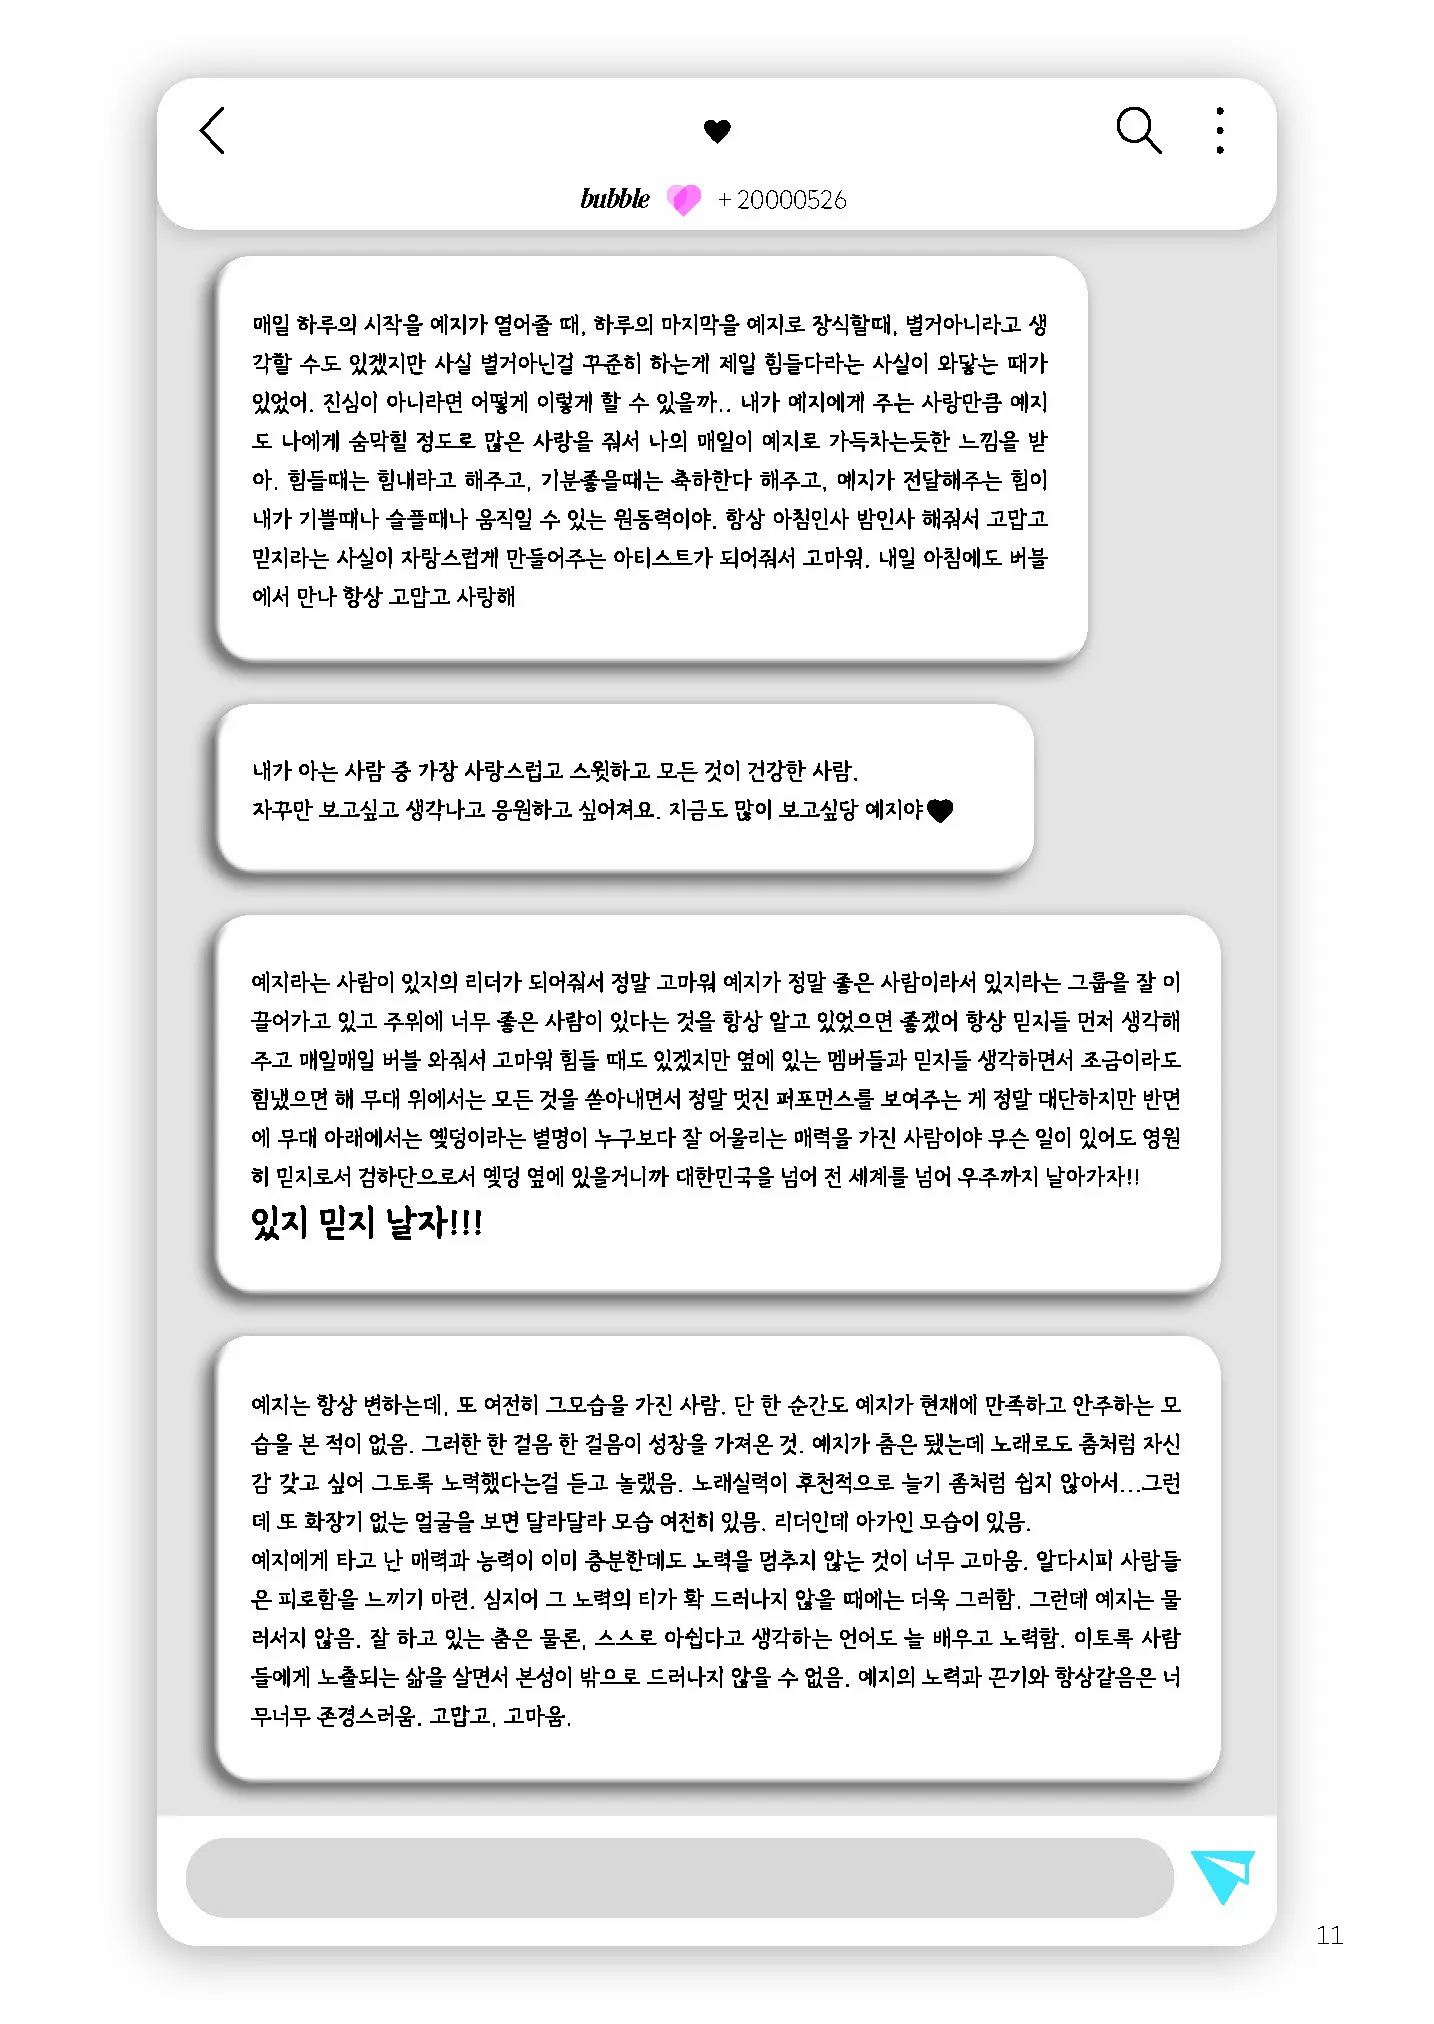 ♥
bubble + 20000526
매일 하루의 시작을 예지가 열어줄 때, 하루의 마지막을 예지로 장식할때, 별거아니라고 생
각할 수도 있겠지만 사실 별거아닌걸 꾸준히 하는게 제일 힘들다라는 사실이 와닿는 때가
있었어. 진심이 아니라면 어떻게 이렇게 할 수 있을까.. 내가 예지에게 주는 사랑만큼 예지
도 나에게 숨막힐 정도로 많은 사랑을 줘서 나의 매일이 예지로 가득차는듯한 느낌을 받
아. 힘들때는 힘내라고 해주고, 기분좋을때는 축하한다 해주고, 예지가 전달해주는 힘이
내가 기쁠때나 슬플때나 움직일 수 있는 원동력이야. 항상 아침인사 밤인사 해줘서 고맙고
믿지라는 사실이 자랑스럽게 만들어주는 아티스트가 되어줘서 고마워. 내일 아침에도 버블
에서 만나 항상 고맙고 사랑해
내가 아는 사람 중 가장 사랑스럽고 스윗하고 모든 것이 건강한 사람.
자꾸만 보고싶고 생각나고 응원하고 싶어져요. 지금도 많이 보고싶당 예지야♥
예지라는 사람이 있지의 리더가 되어줘서 정말 고마워 예지가 정말 좋은 사람이라서 있지라는 그룹을 잘 이
끌어가고 있고 주위에 너무 좋은 사람이 있다는 것을 항상 알고 있었으면 좋겠어 항상 믿지들 먼저 생각해
주고 매일매일 버블 와줘서 고마워 힘들 때도 있겠지만 옆에 있는 멤버들과 믿지들 생각하면서 조금이라도
힘냈으면 해 무대 위에서는 모든 것을 쏟아내면서 정말 멋진 퍼포먼스를 보여주는 게 정말 대단하지만 반면
에 무대 아래에서는 옛덩이라는 별명이 누구보다 잘 어울리는 매력을 가진 사람이야 무슨 일이 있어도 영원
히 믿지로서 검하단으로서 옛덩 옆에 있을거니까 대한민국을 넘어 전 세계를 넘어 우주까지 날아가자!!
있지 믿지 날자!!!
예지는 항상 변하는데, 또 여전히 그모습을 가진 사람. 단 한 순간도 예지가 현재에 만족하고 안주하는 모
습을 본 적이 없음. 그러한 한 걸음 한 걸음이 성장을 가져온 것. 예지가 춤은 됐는데 노래로도 춤처럼 자신
감 갖고 싶어 그토록 노력했다는걸 듣고 놀랬음. 노래실력이 후천적으로 늘기 좀처럼 쉽지 않아서...그런
데 또 화장기 없는 얼굴을 보면 달라달라 모습 여전히 있음. 리더인데 아가인 모습이 있음.
예지에게 타고 난 매력과 능력이 이미 충분한데도 노력을 멈추지 않는 것이 너무 고마움. 알다시피 사람들
은 피로함을 느끼기 마련. 심지어 그 노력의 티가 확 드러나지 않을 때에는 더욱 그러함. 그런데 예지는 물
러서지 않음. 잘 하고 있는 춤은 물론, 스스로 아쉽다고 생각하는 언어도 늘 배우고 노력함. 이토록 사람
들에게 노출되는 삶을 살면서 본성이 밖으로 드러나지 않을 수 없음. 예지의 노력과 끈기와 항상같음은 너
무너무 존경스러움. 고맙고, 고마움.
11